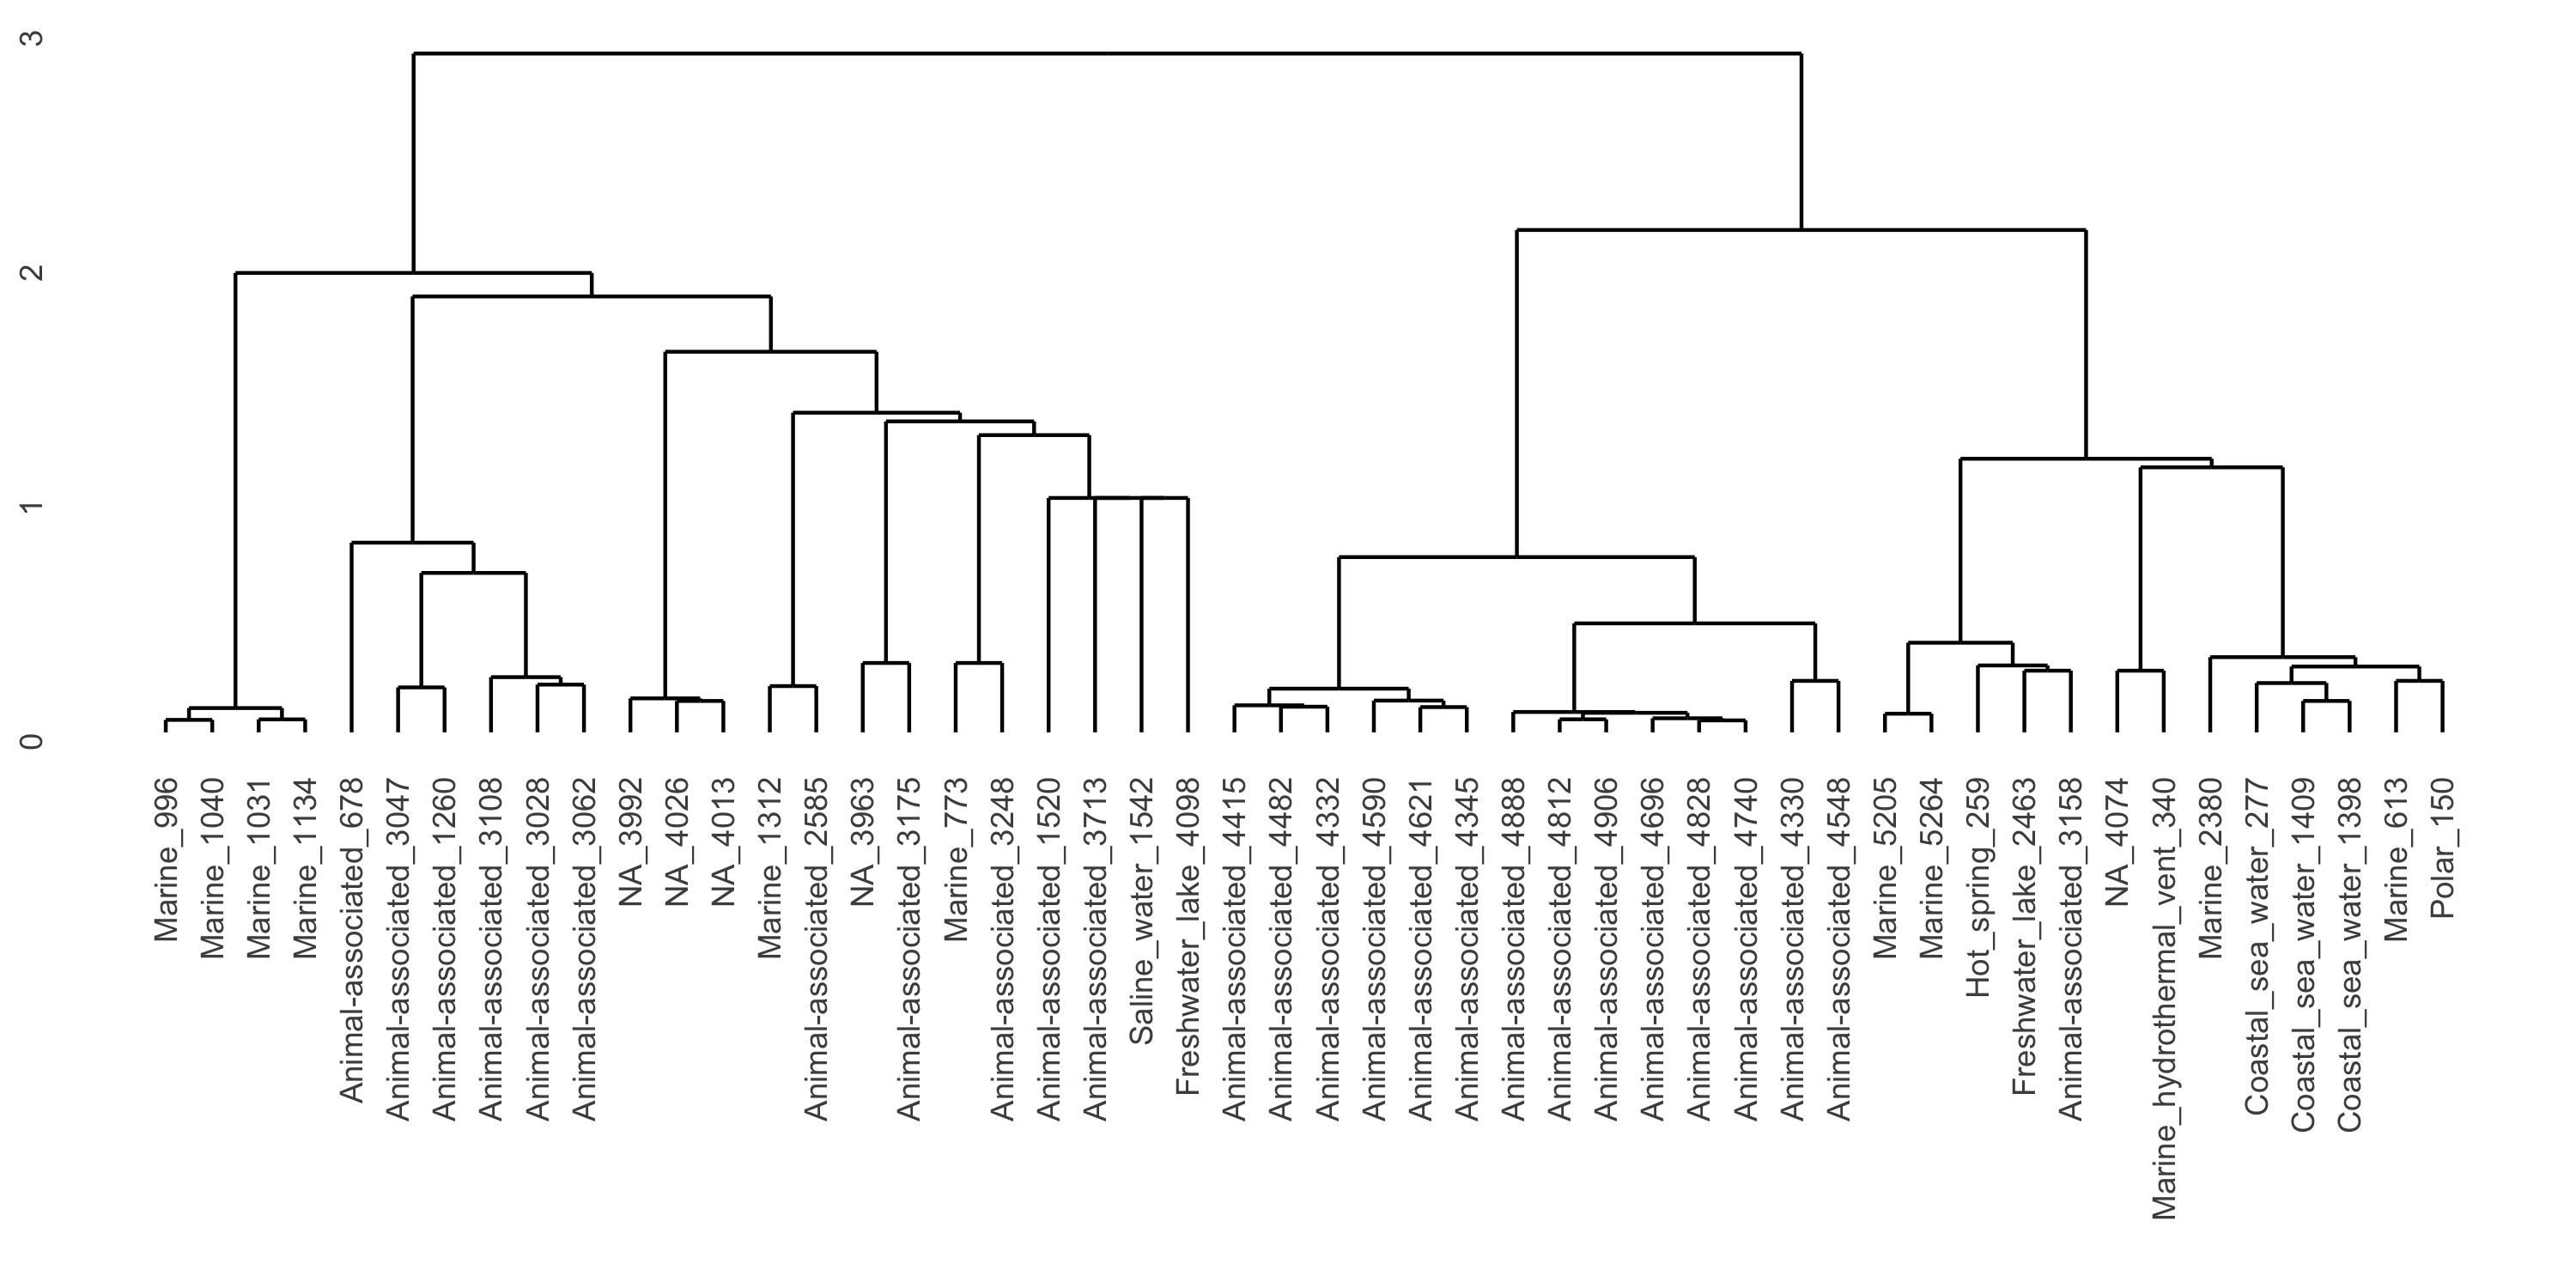 3
2
1
0
Marine_996
Marine_1040
Marine_1031
Marine_1134
Animal-associated_678
Animal-associated_3047
Animal-associated_1260
Animal-associated_3108
Animal-associated_3028
Animal-associated_3062
NA_3992
NA_4026
NA_4013
Marine_1312
Animal-associated_2585
NA_3963
Animal-associated_3175
Marine_773
Animal-associated_3248
Animal-associated_1520
Animal-associated_3713
Saline_water_1542
Freshwater_lake_4098
Animal-associated_4415
Animal-associated_4482
Animal-associated_4332
Animal-associated_4590
Animal-associated_4621
Animal-associated_4345
Animal-associated_4888
Animal-associated_4812
Animal-associated_4906
Animal-associated_4696
Animal-associated_4828
Animal-associated_4740
Animal-associated_4330
Animal-associated_4548
Marine_5205
Marine_5264
Hot_spring_259
Freshwater_lake_2463
Animal-associated_3158
NA_4074
Marine_hydrothermal_vent_340
Marine_2380
Coastal_sea_water_277
Coastal_sea_water_1409
Coastal_sea_water_1398
Marine_613
Polar_150